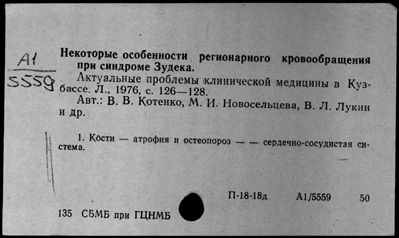 А1
5559
Некоторые особенности регионарного кровообращения
при синдроме Зудека.
Актуальные проблемы клинической медицины в Куз-
бассе. Л., 1976, с. 126—128.
Авт.: В. В. Котенко, М. И. Новосельцева, В. Л. Лукин
и др.
1. Кости — атрофия и остеопороз — — сердечно-сосудистая си-
стема.
П-18-18д А1/5559 50
135 СБМБ при ГЦНМБ